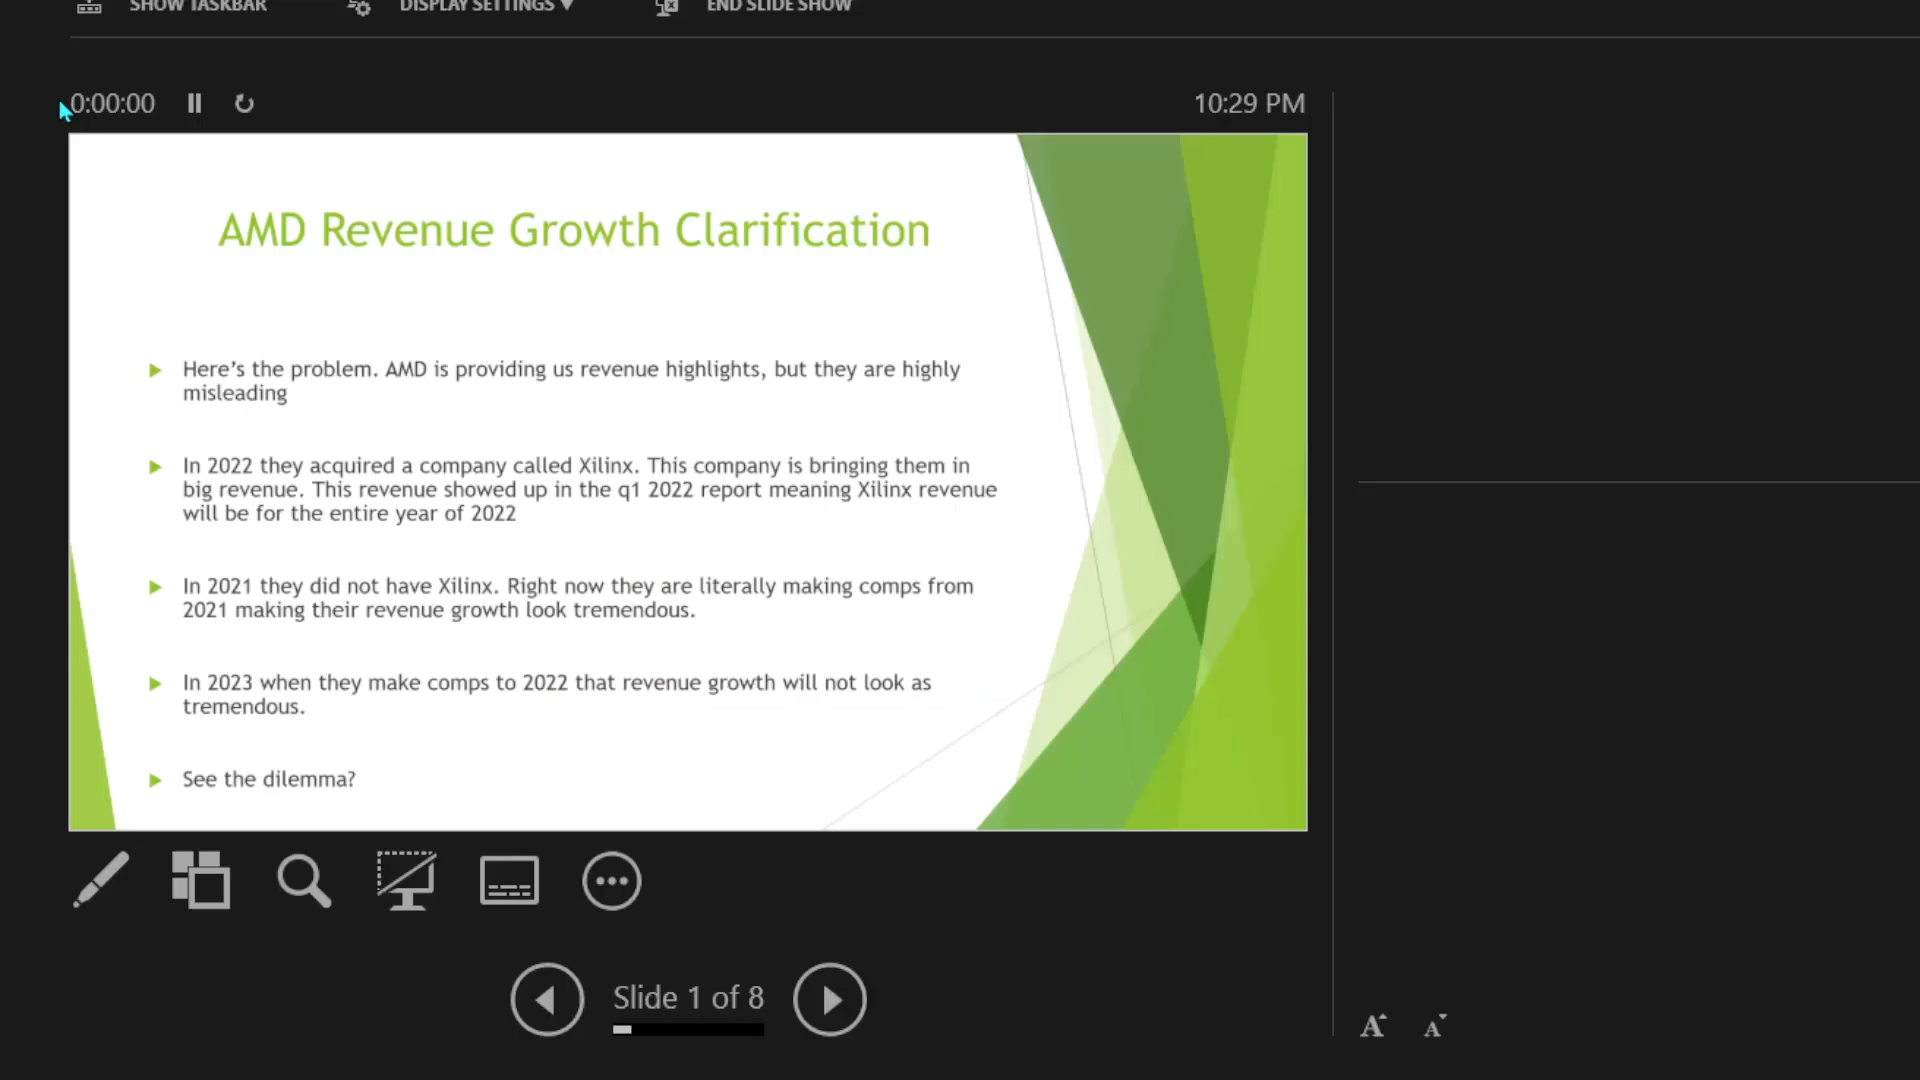 SHOW TASKBAR DISPLAY SETTINGS ▼ END SLIDE SHOW
0:00:00 10:29 PM
AMD Revenue Growth Clarification
Here’s the problem. AMD is providing us revenue highlights, but they are highly
misleading
In 2022 they acquired a company called Xilinx. This company is bringing them in
big revenue. This revenue showed up in the q1 2022 report meaning Xilinx revenue
will be for the entire year of 2022
In 2021 they did not have Xilinx. Right now they are literally making comps from
2021 making their revenue growth look tremendous.
In 2023 when they make comps to 2022 that revenue growth will not look as
tremendous.
See the dilemma?
Slide 1 of 8
A A